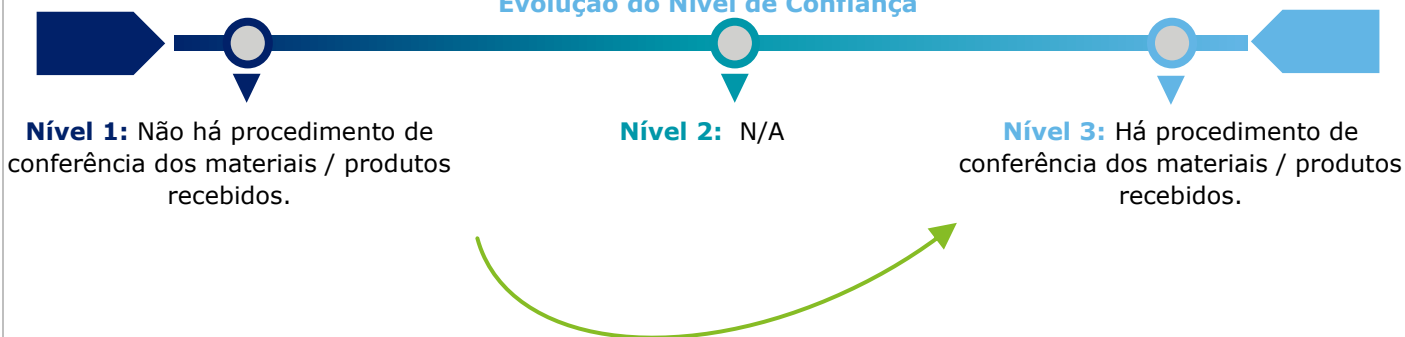 Evolução do Nível de Confiança
Nível 1: Não há procedimento de
conferência dos materiais / produtos
recebidos.
Nível 2: N/A
Nível 3: Há procedimento de
conferência dos materiais / produtos
recebidos.